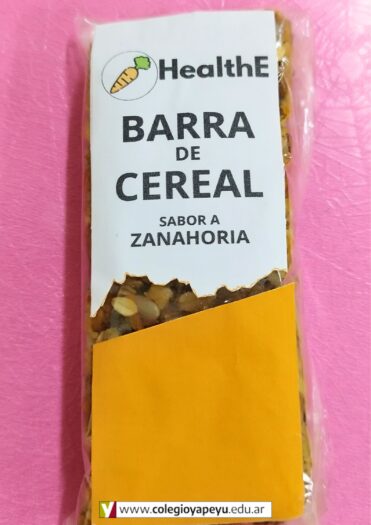 HealthE
BARRA
DE
CEREAL
SABOR A
ZANAHORIA
www.colegioyapeyu.edu.ar